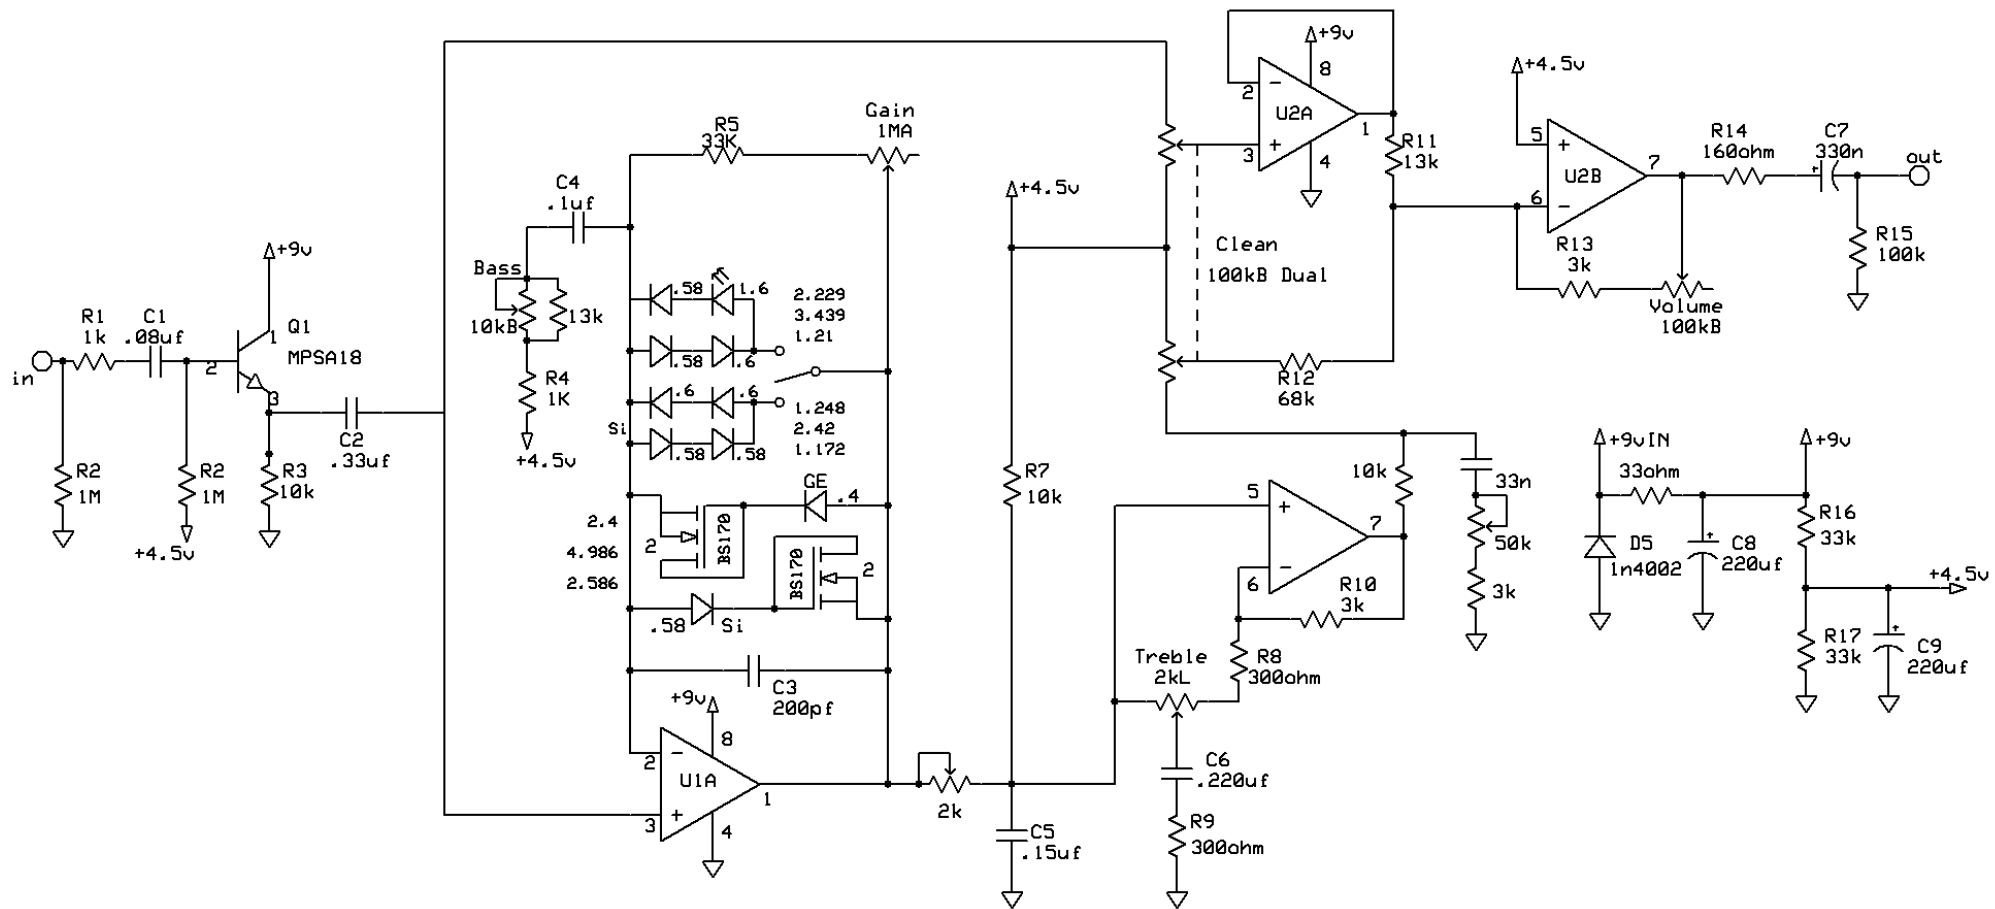 in
R1
1k
C1
.08uf
R2
1M
R2
1M
+4.5v
+9v
Q1
MPSA18
1
2
3
R3
10k
C2
.33uf
Bass
10kB
13k
C4
.1uf
R4
1K
+4.5v
R5
33K
Gain
1MA
.58
1.6
.58
.6
2.229
3.439
1.21
.6
.6
Si
.58
.58
1.248
2.42
1.172
GE
.4
BS170
2
2.4
4.986
2.586
BS170
2
.58
Si
C3
200pf
+9v
8
2
−
U1A
1
3
+
4
2k
+4.5v
R7
10k
C5
.15uf
Treble
2kL
R8
300ohm
C6
.220uf
R9
300ohm
5
+
7
6
−
R10
3k
10k
33n
50k
3k
Clean
100kB Dual
R12
68k
+9v
8
2
−
U2A
1
3
+
4
R11
13k
+4.5v
5
+
U2B
7
6
−
R13
3k
Volume
100kB
R14
160ohm
C7
+
330n
out
R15
100k
+9vIN
33ohm
D5
1n4002
+
C8
220uf
+9v
R16
33k
+4.5v
R17
33k
+
C9
220uf